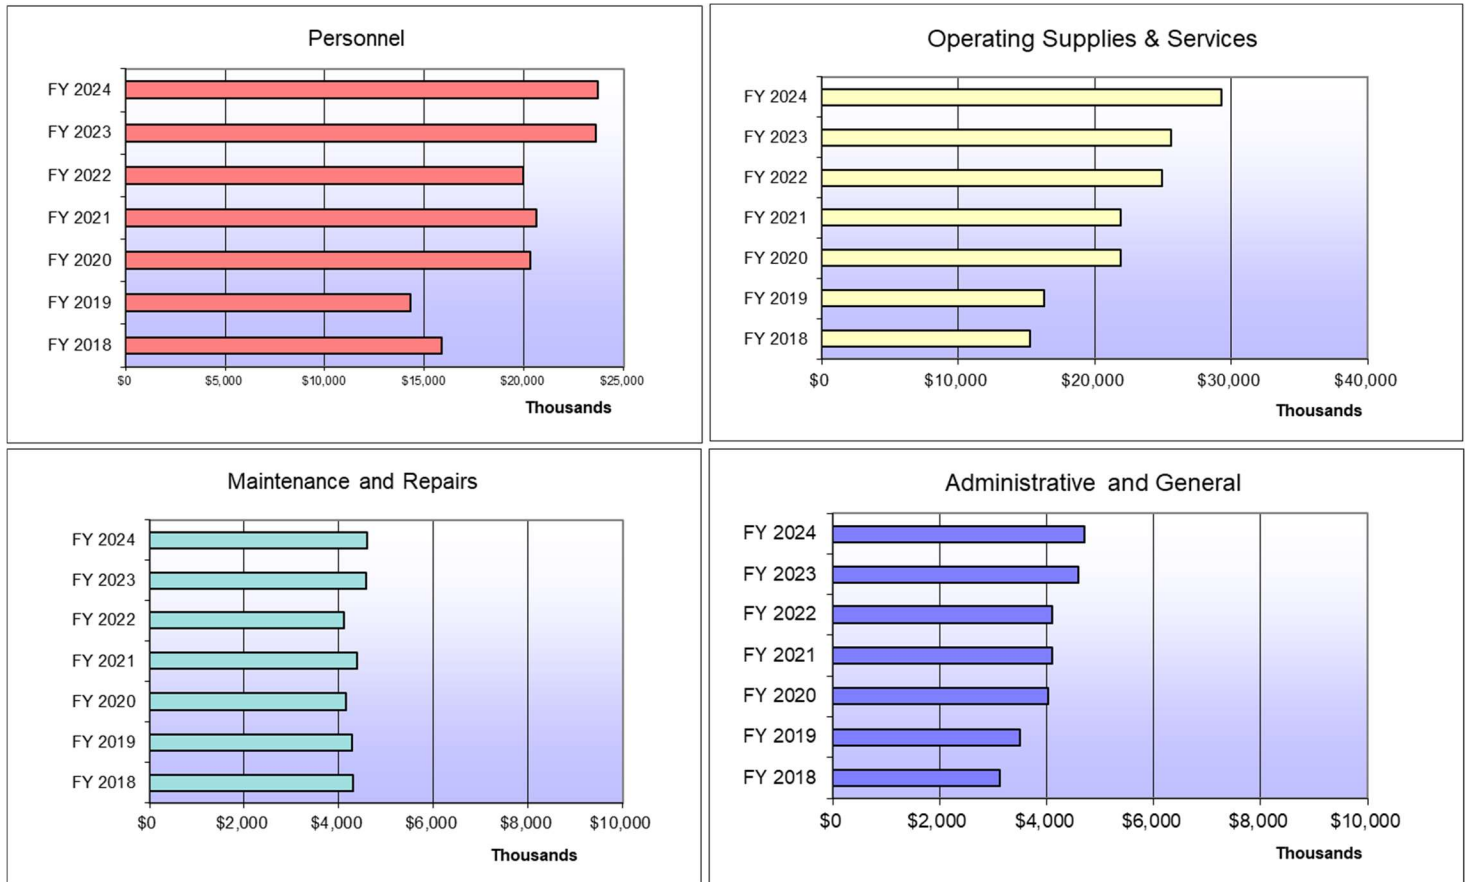 Personnel
FY 2024
FY 2023
FY 2022
FY 2021
FY 2020
FY 2019
FY 2018
$0 $5,000 $10,000 $15,000 $20,000 $25,000
Thousands
Operating Supplies & Services
FY 2024
FY 2023
FY 2022
FY 2021
FY 2020
FY 2019
FY 2018
$0 $10,000 $20,000 $30,000 $40,000
Thousands
Maintenance and Repairs
FY 2024
FY 2023
FY 2022
FY 2021
FY 2020
FY 2019
FY 2018
$0 $2,000 $4,000 $6,000 $8,000 $10,000
Thousands
Administrative and General
FY 2024
FY 2023
FY 2022
FY 2021
FY 2020
FY 2019
FY 2018
$0 $2,000 $4,000 $6,000 $8,000 $10,000
Thousands